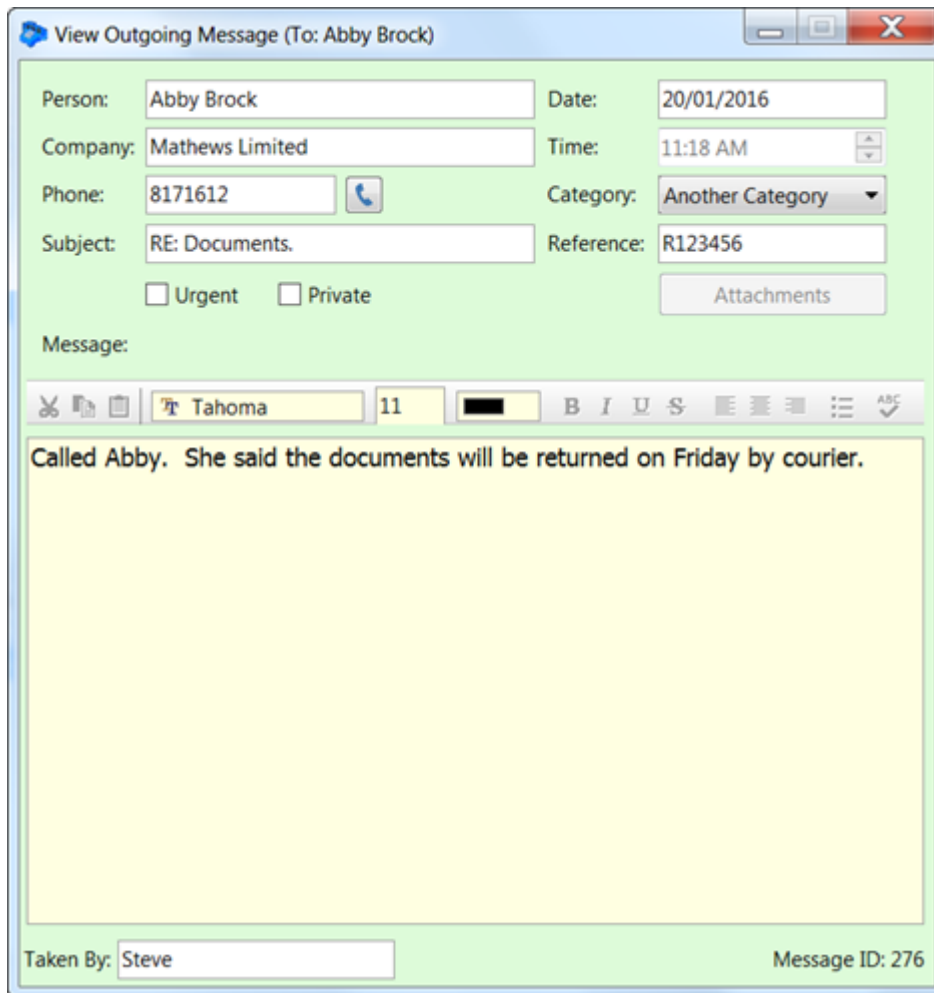 View Outgoing Message (To: Abby Brock)
Person: Abby Brock Date: 20/01/2016
Company: Mathews Limited Time: 11:18 AM
Phone: 8171612 Category: Another Category
Subject: RE: Documents. Reference: R123456
Urgent Private Attachments
Message:
Tahoma 11 B I U S ABC
Called Abby.  She said the documents will be returned on Friday by courier.
Taken By: Steve Message ID: 276